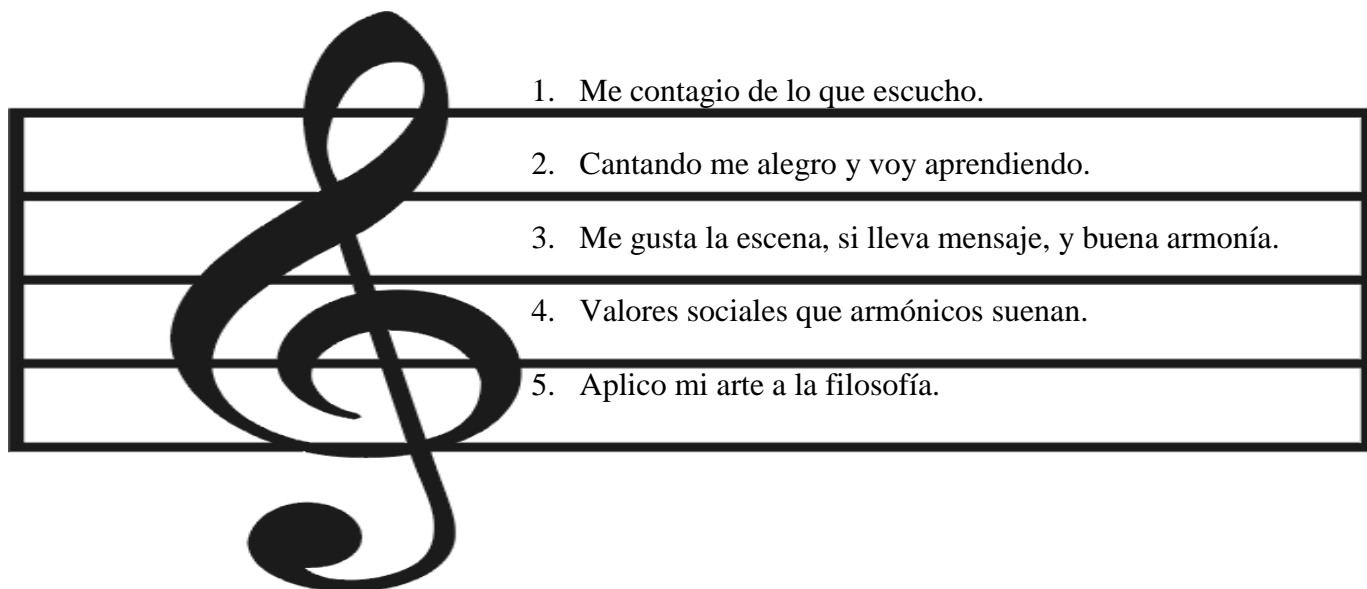 1. Me contagio de lo que escucho.
2. Cantando me alegro y voy aprendiendo.
3. Me gusta la escena, si lleva mensaje, y buena armonía.
4. Valores sociales que armónicos suenan.
5. Aplico mi arte a la filosofía.